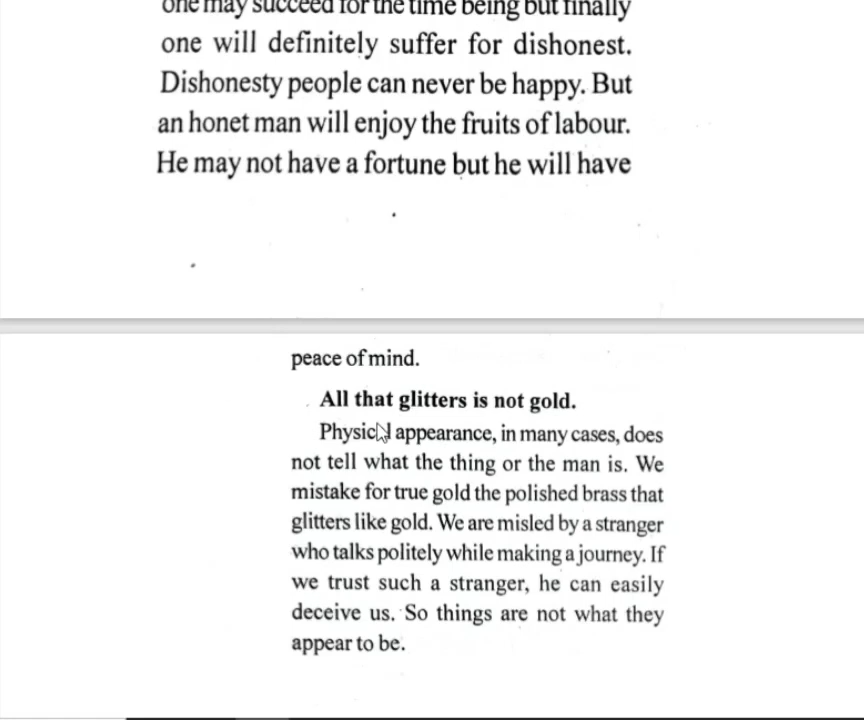 one may succeed for the time being but finally
one will definitely suffer for dishonest.
Dishonesty people can never be happy. But
an honet man will enjoy the fruits of labour.
He may not have a fortune but he will have
peace of mind.
All that glitters is not gold.
Physical appearance, in many cases, does
not tell what the thing or the man is. We
mistake for true gold the polished brass that
glitters like gold. We are misled by a stranger
who talks politely while making a journey. If
we trust such a stranger, he can easily
deceive us. So things are not what they
appear to be.